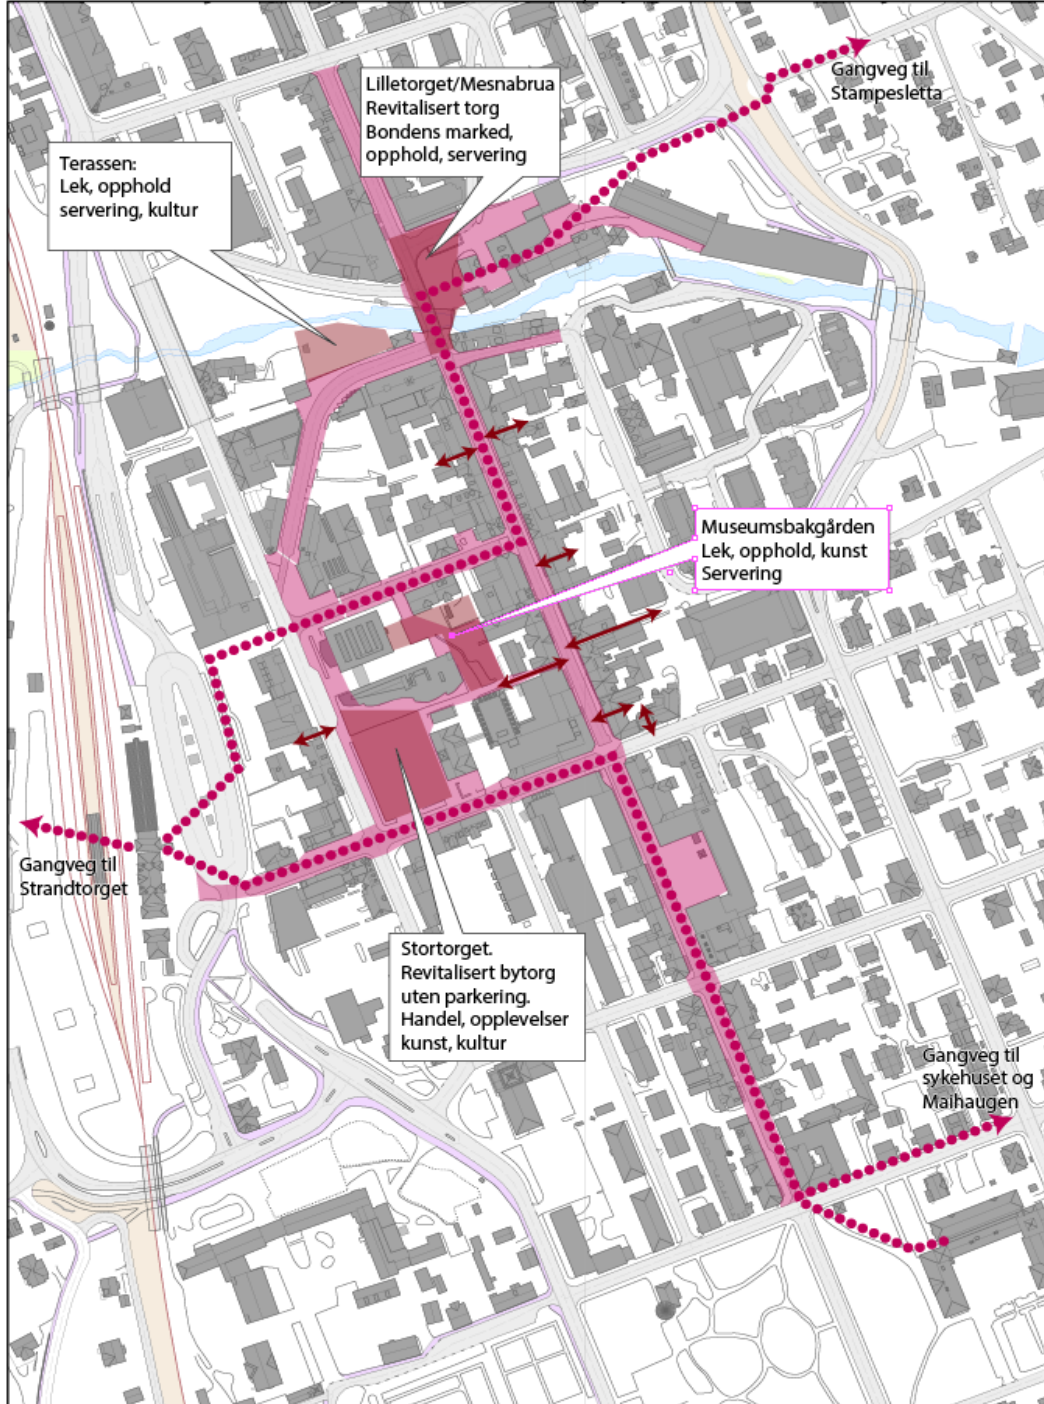 Lilletorget/Mesnabrua
Revitalisert torg
Bondens marked,
opphold, servering
Gangveg til
Stampesletta
Terassen:
Lek, opphold
servering, kultur
Museumsbakgården
Lek, opphold, kunst
Servering
Gangveg til
Strandtorget
Stortorget.
Revitalisert bytorg
uten parkering.
Handel, opplevelser
kunst, kultur
Gangveg til
sykehuset og
Maihaugen